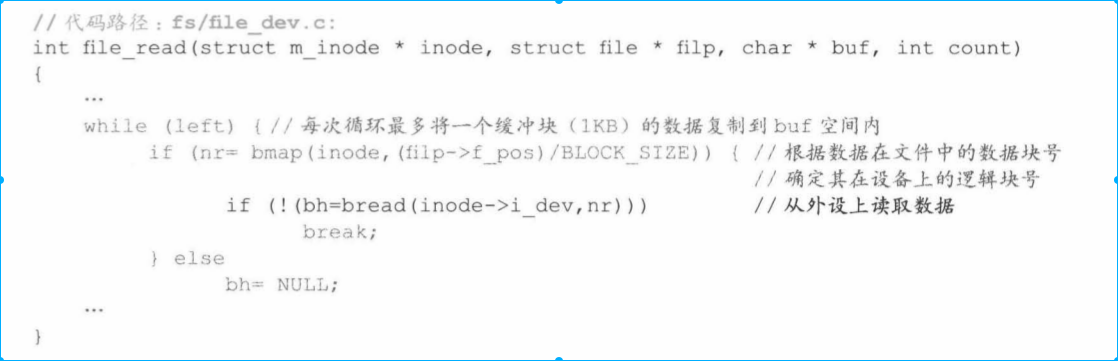 // 代码路径：fs/file_dev.c:
int file_read(struct m_inode * inode, struct file * filp, char * buf, int count)
{
    …
    while (left) { // 每次循环最多将一个缓冲块（1KB）的数据复制到 buf 空间内
        if (nr= bmap(inode,(filp->f_pos)/BLOCK_SIZE)) { // 根据数据在文件中的数据块号
                                                        // 确定其在设备上的逻辑块号
            if (!(bh=bread(inode->i_dev,nr)))           // 从外设上读取数据
                break;
        } else
            bh= NULL;
    …
}